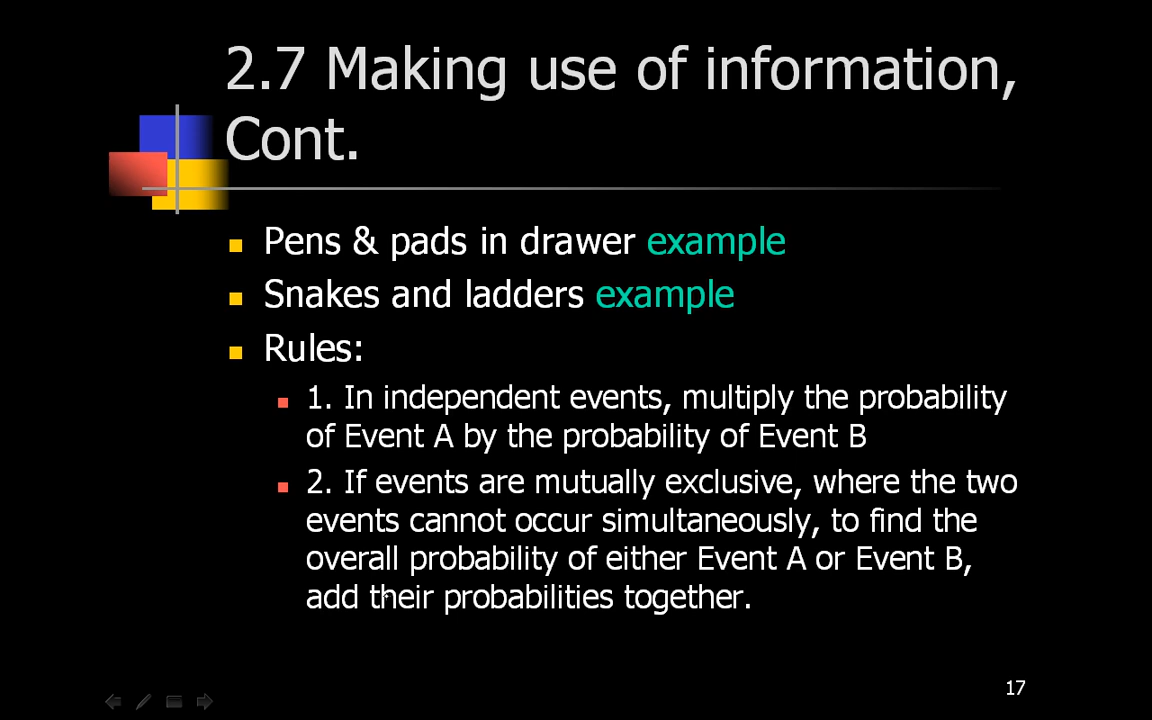 2.7 Making use of information,
Cont.
Pens & pads in drawer example
Snakes and ladders example
Rules:
1. In independent events, multiply the probability
of Event A by the probability of Event B
2. If events are mutually exclusive, where the two
events cannot occur simultaneously, to find the
overall probability of either Event A or Event B,
add their probabilities together.
17